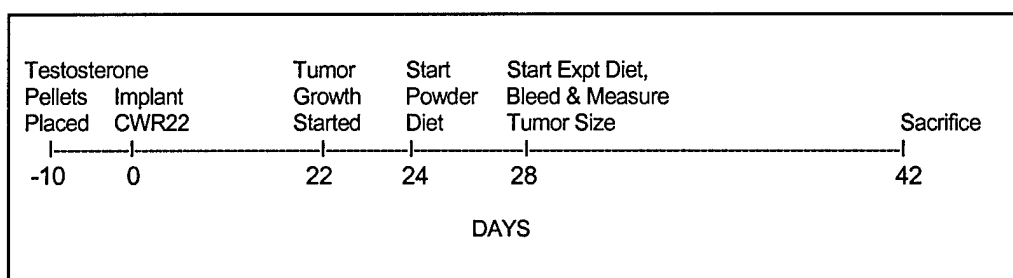 Testosterone Tumor Start Start Expt Diet,
Pellets Implant Growth Powder Bleed & Measure
Placed CWR22 Started Diet Tumor Size Sacrifice
-10 0 22 24 28 42
DAYS